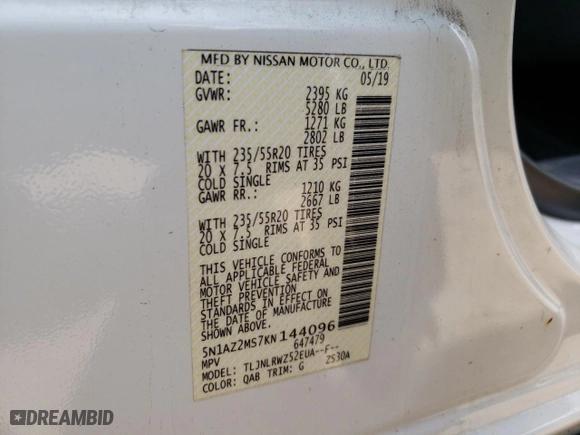 MFD BY NISSAN MOTOR CO., LTD.
DATE: 05/19
GVWR: 2395 KG
5280 LB
GAWR FR.: 1271 KG
2802 LB
WITH 235/55R20 TIRES
20 X 7.5 RIMS AT 35 PSI
COLD SINGLE
GAWR RR.: 1210 KG
2667 LB
WITH 235/55R20 TIRES
20 X 7.5 RIMS AT 35 PSI
COLD SINGLE
THIS VEHICLE CONFORMS TO
ALL APPLICABLE FEDERAL
MOTOR VEHICLE SAFETY AND
THEFT PREVENTION
STANDARDS IN EFFECT ON
THE DATE OF MANUFACTURE
SHOWN ABOVE.
5N1AZ2MS7KN144096
MPV 647479
MODEL: TLJNLRWZ52EUA--F--
COLOR: QAB TRIM: G ZS30A
DREAMBID